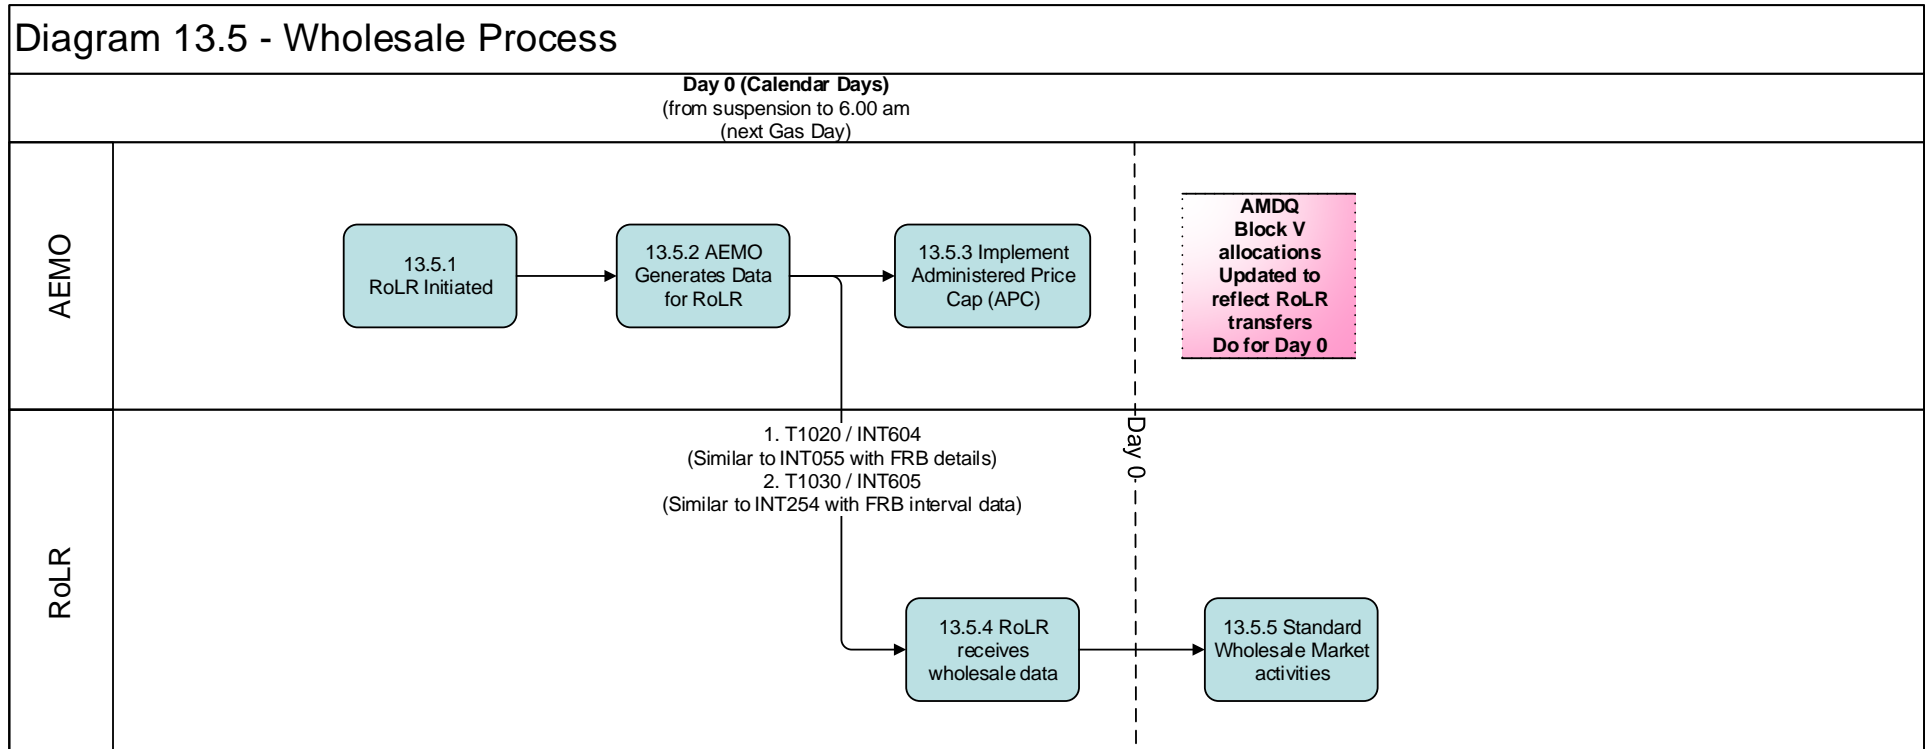 Diagram 13.5 - Wholesale Process
Day 0 (Calendar Days)
(from suspension to 6.00 am
(next Gas Day)
AEMO
13.5.1
RoLR Initiated
13.5.2 AEMO
Generates Data
for RoLR
13.5.3 Implement
Administered Price
Cap (APC)
AMDQ
Block V
allocations
Updated to
reflect RoLR
transfers
Do for Day 0
RoLR
1. T1020 / INT604
(Similar to INT055 with FRB details)
2. T1030 / INT605
(Similar to INT254 with FRB interval data)
Day 0
13.5.4 RoLR
receives
wholesale data
13.5.5 Standard
Wholesale Market
activities